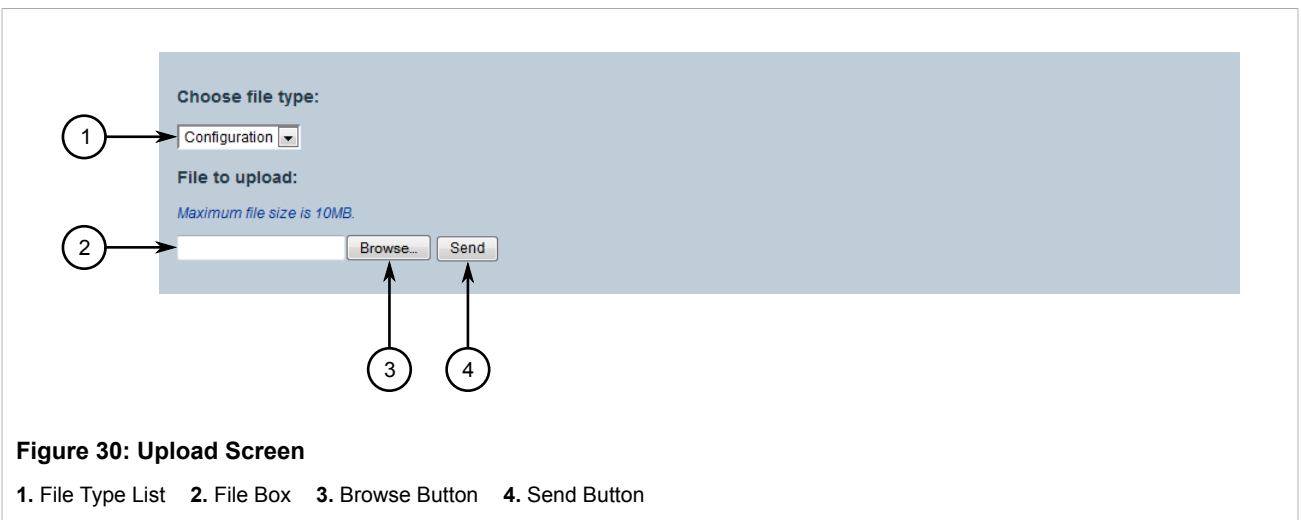 Choose file type:
1
Configuration
File to upload:
Maximum file size is 10MB.
2
Browse...
Send
3
4
Figure 30: Upload Screen
1. File Type List 2. File Box 3. Browse Button 4. Send Button